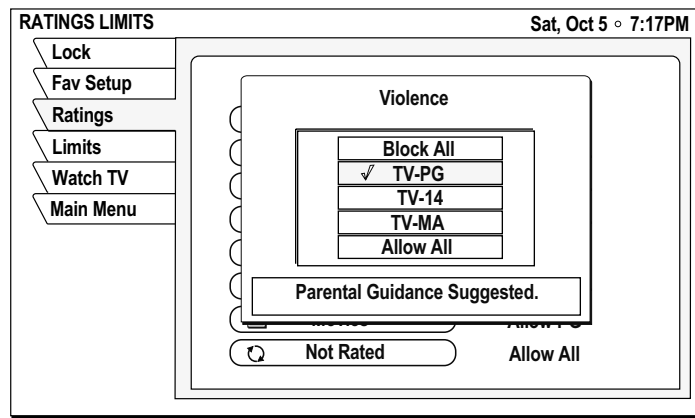 RATINGS LIMITS
Sat, Oct 5 ○ 7:17PM
Lock
Fav Setup
Ratings
Limits
Watch TV
Main Menu
Violence
Block All
✓ TV-PG
TV-14
TV-MA
Allow All
Parental Guidance Suggested.
Not Rated
Allow All